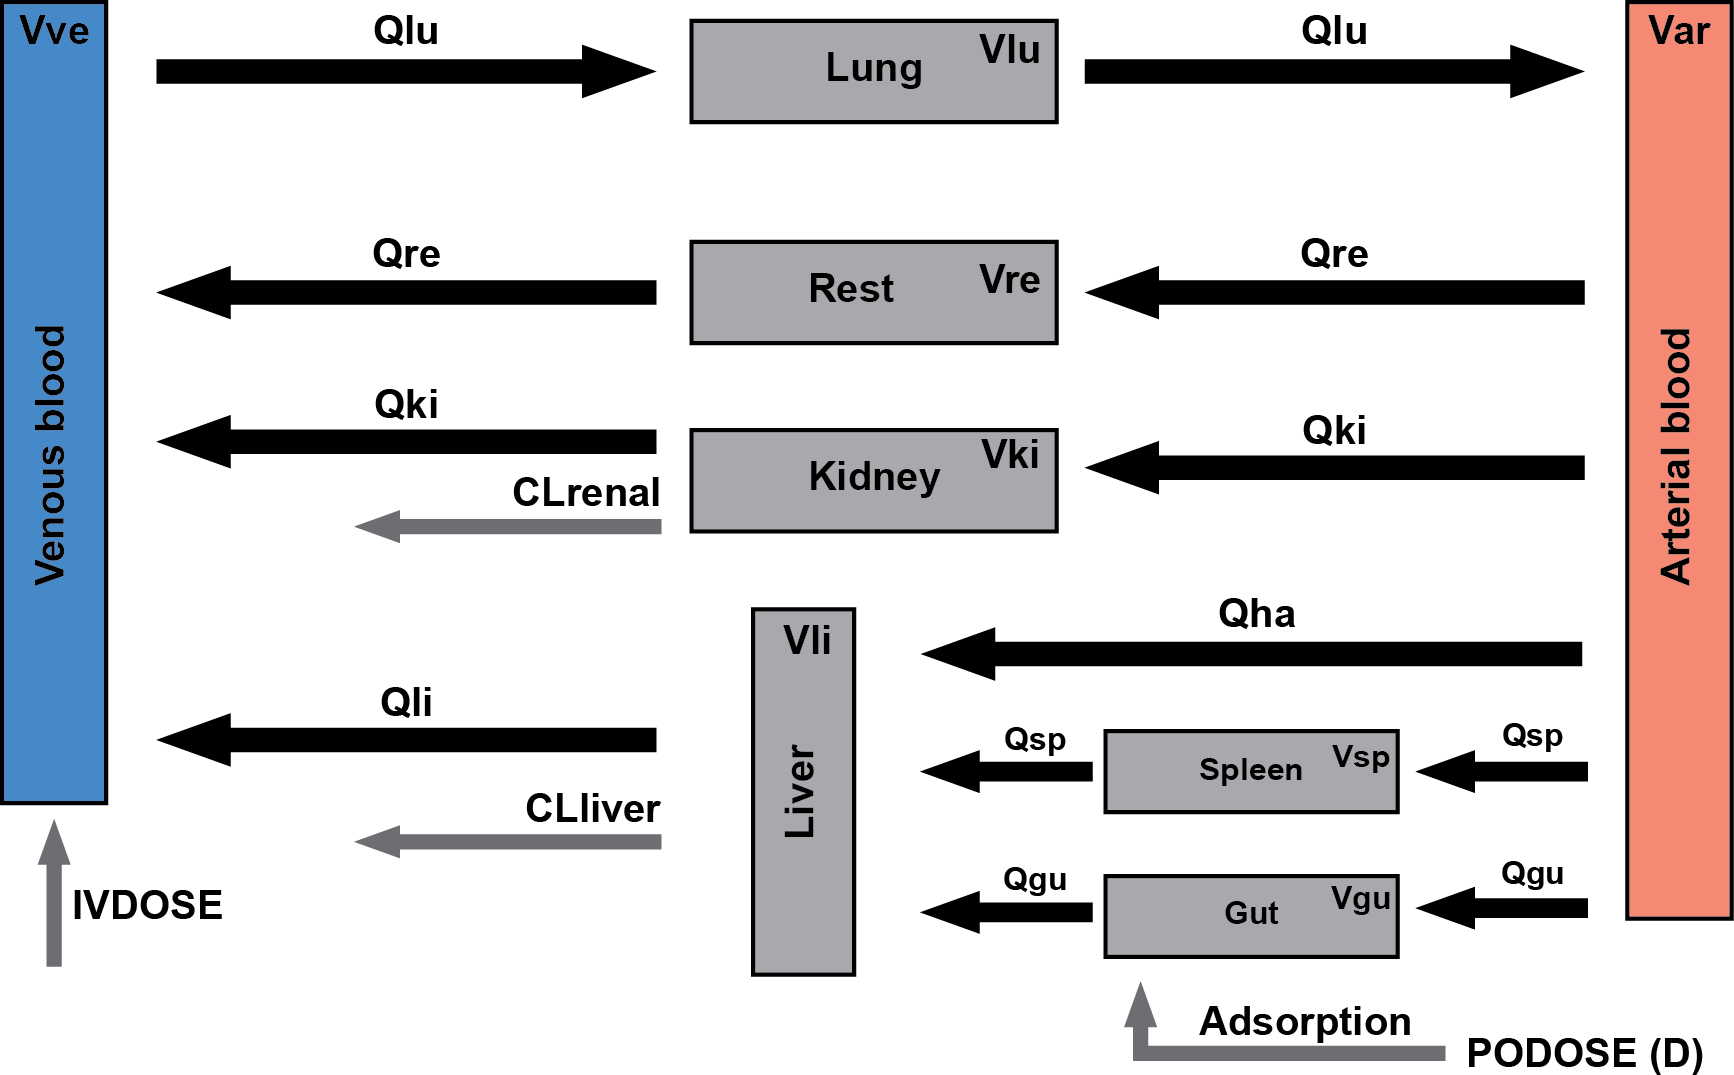 Vve
Qlu
Lung
Vlu
Qlu
Var
Qre
Rest
Vre
Qre
Venous blood
Arterial blood
Qki
Kidney
Vki
Qki
CLrenal
Qha
Vli
Qli
Liver
Qsp
Spleen
Vsp
Qsp
CLliver
Qgu
Gut
Vgu
Qgu
IVDOSE
Adsorption
PODOSE (D)